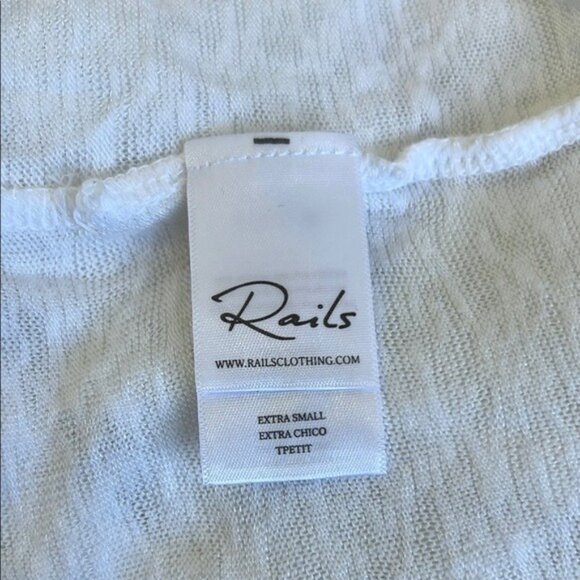 Rails
WWW.RAILSCLOTHING.COM
EXTRA SMALL
EXTRA CHICO
TPETIT